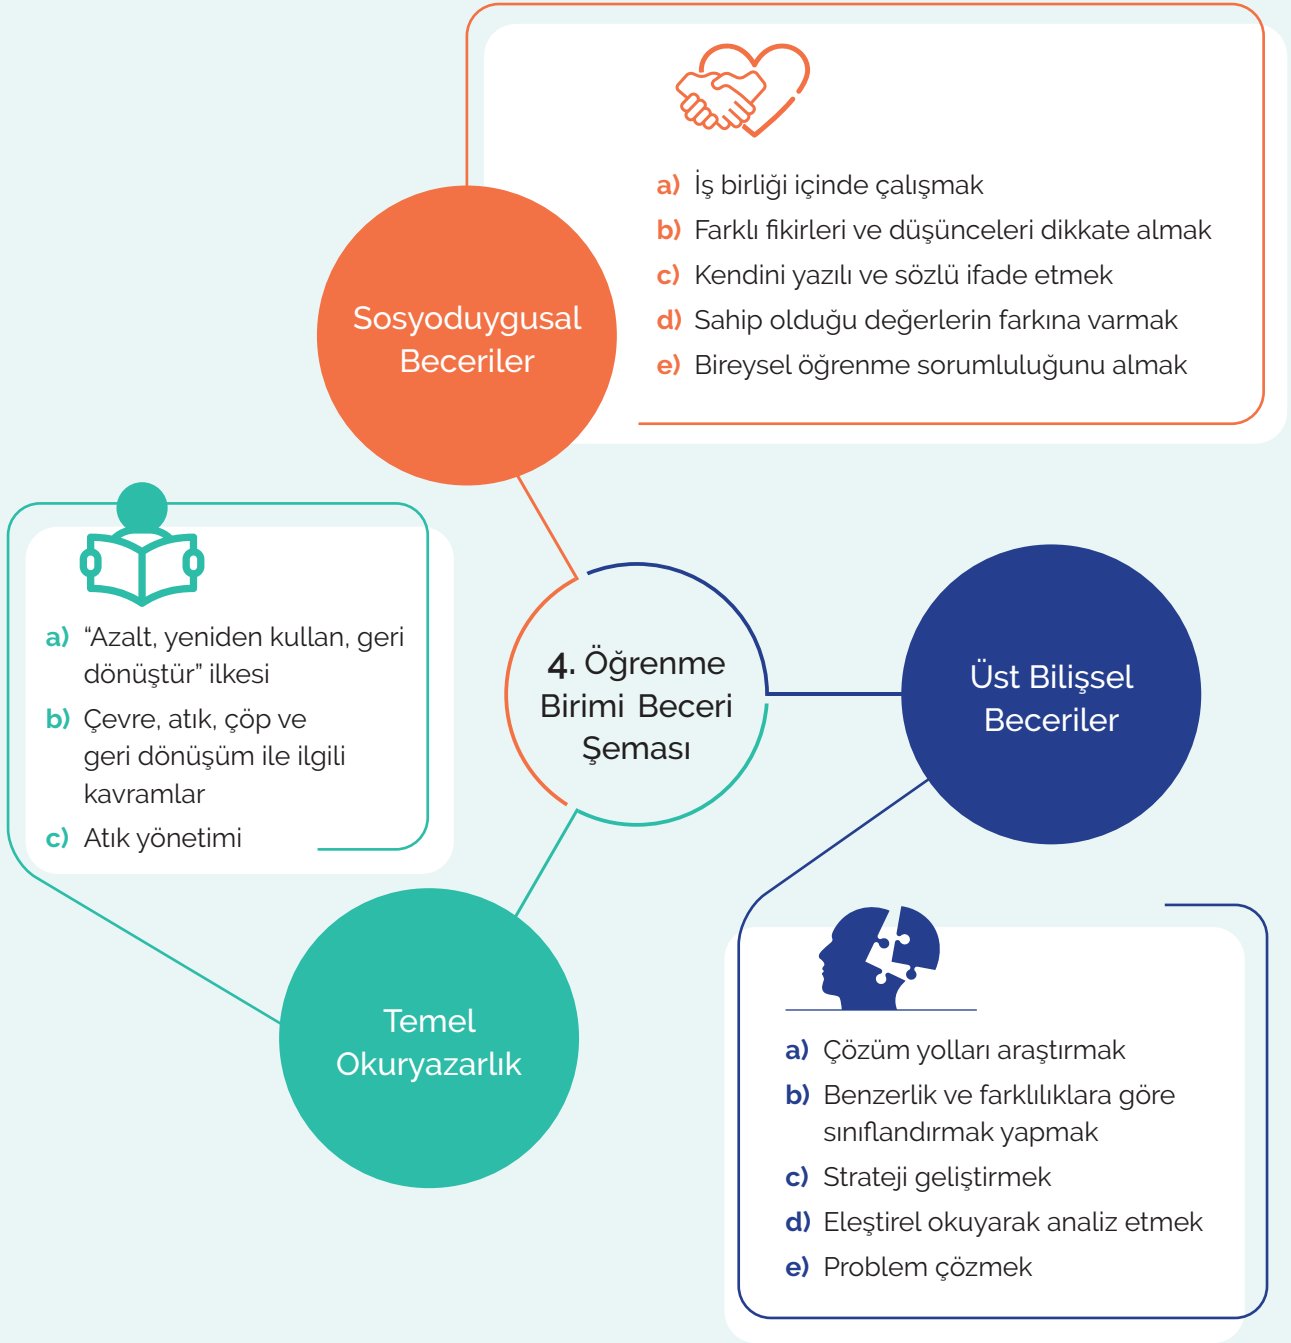 a) İş birliği içinde çalışmak
b) Farklı fikirleri ve düşünceleri dikkate almak
c) Kendini yazılı ve sözlü ifade etmek
d) Sahip olduğu değerlerin farkına varmak
e) Bireysel öğrenme sorumluluğunu almak
Sosyoduygusal
Beceriler
a) “Azalt, yeniden kullan, geri
dönüştür” ilkesi
b) Çevre, atık, çöp ve
geri dönüşüm ile ilgili
kavramlar
c) Atık yönetimi
4. Öğrenme
Birimi Beceri
Şeması
Üst Bilişsel
Beceriler
Temel
Okuryazarlık
a) Çözüm yolları araştırmak
b) Benzerlik ve farklılıklara göre
sınıflandırmak yapmak
c) Strateji geliştirmek
d) Eleştirel okuyarak analiz etmek
e) Problem çözmek